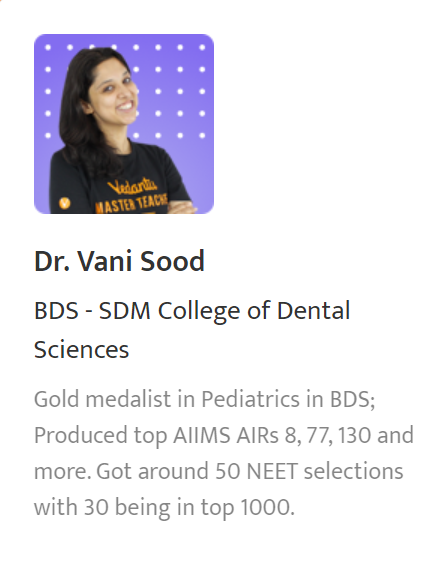 Vedantu
MASTER TEACHER
Dr. Vani Sood
BDS - SDM College of Dental
Sciences
Gold medalist in Pediatrics in BDS;
Produced top AIIMS AIRs 8, 77, 130 and
more. Got around 50 NEET selections
with 30 being in top 1000.